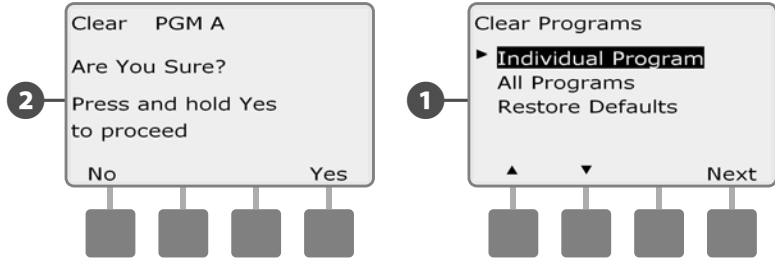 2
Clear PGM A
Are You Sure?
Press and hold Yes
to proceed
No Yes
1
Clear Programs
► Individual Program
All Programs
Restore Defaults
▲ ▼ Next